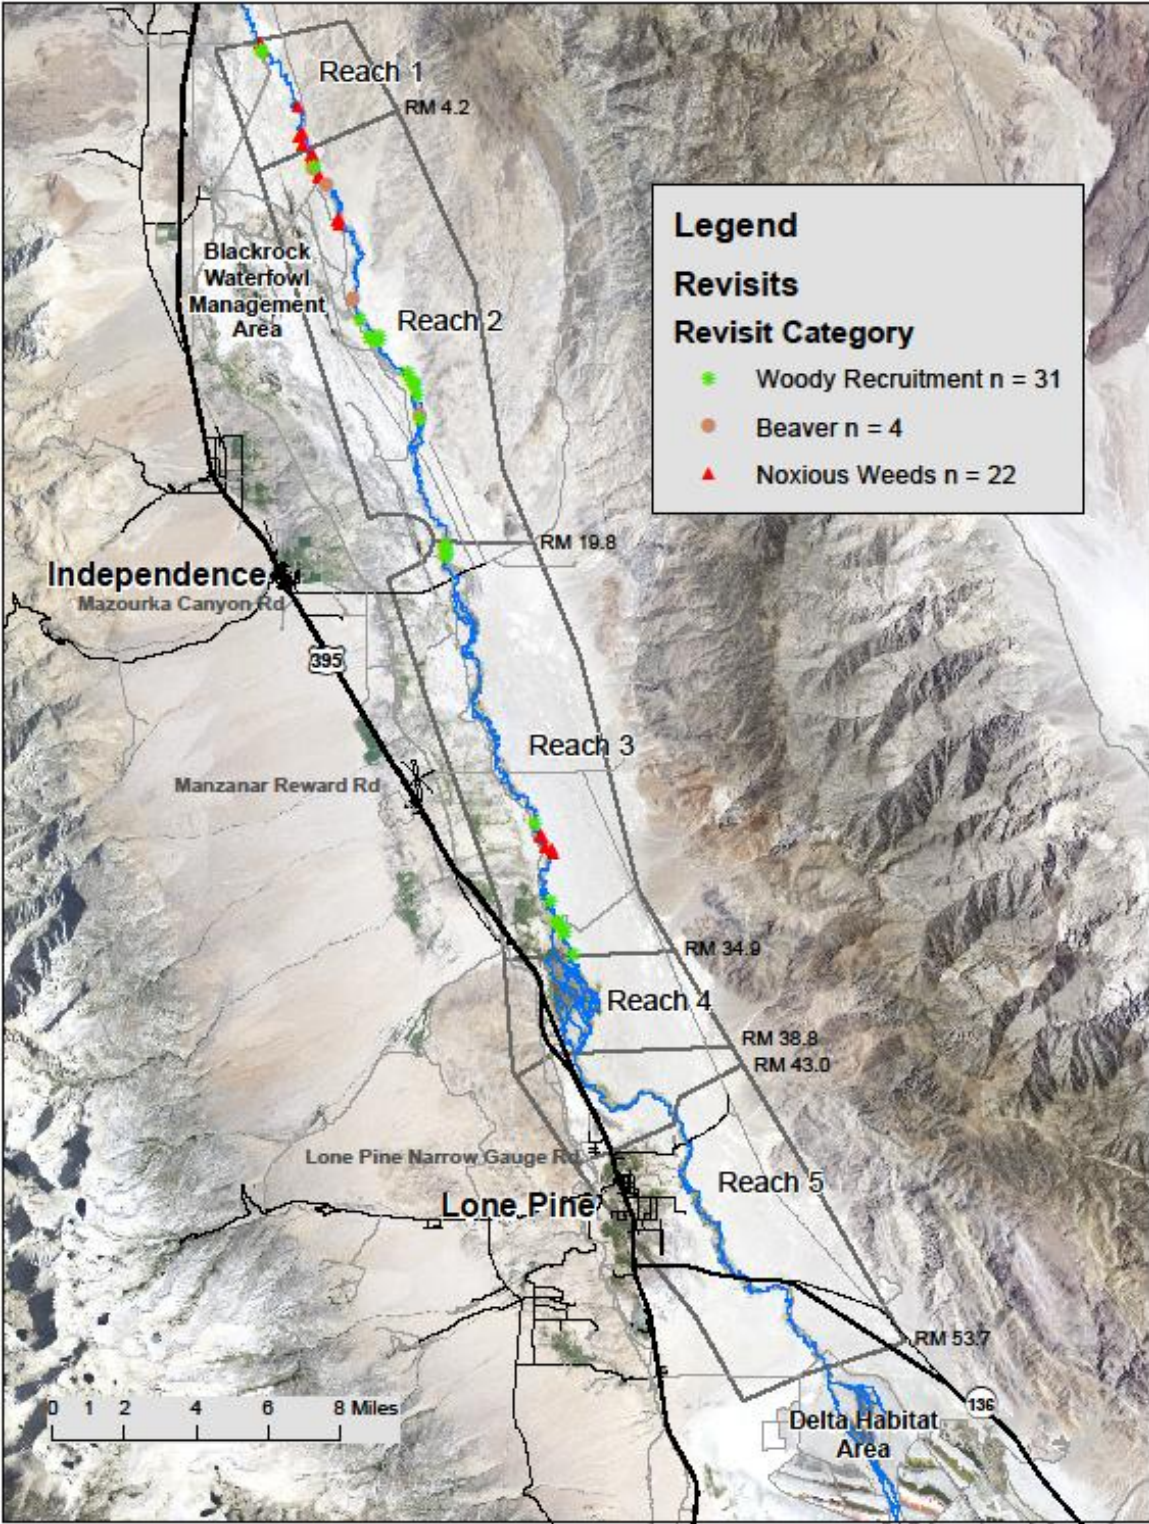 Reach 1
RM 4.2
Legend
Revisits
Revisit Category
Woody Recruitment n = 31
Beaver n = 4
Noxious Weeds n = 22
Blackrock
Waterfowl
Management
Area
Reach 2
RM 19.8
Independence
Mazourka Canyon Rd
395
Reach 3
Manzanar Reward Rd
RM 34.9
Reach 4
RM 38.8
RM 43.0
Lone Pine Narrow Gauge Rd
Reach 5
Lone Pine
RM 53.7
0 1 2 4 6 8 Miles
136
Delta Habitat
Area